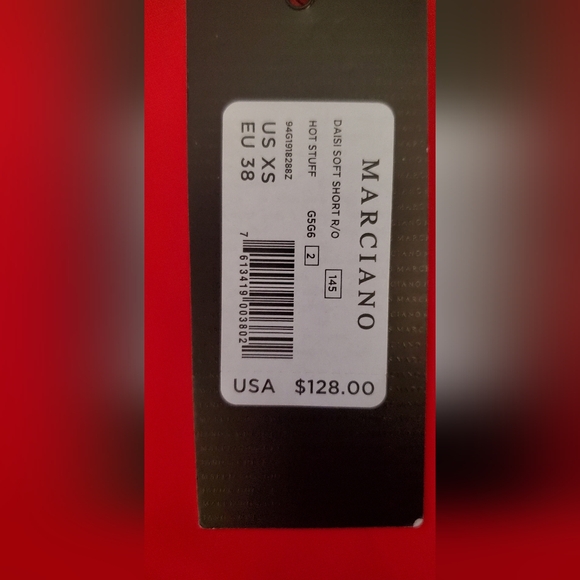 MARCIANO
145
DAISI SOFT SHORT R/O
HOT STUFF G5G6 2
94G1918288Z
US XS
EU 38
7 613419 003802
USA $128.00